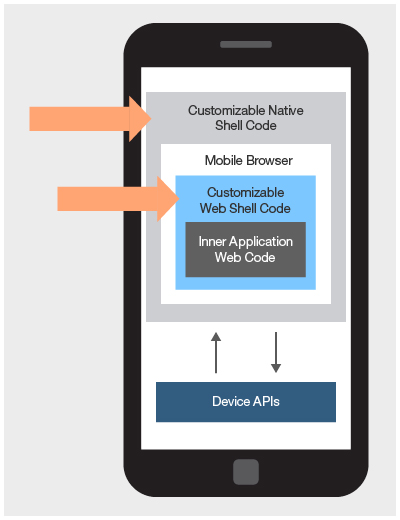 Customizable Native
Shell Code
Mobile Browser
Customizable
Web Shell Code
Inner Application
Web Code
Device APIs